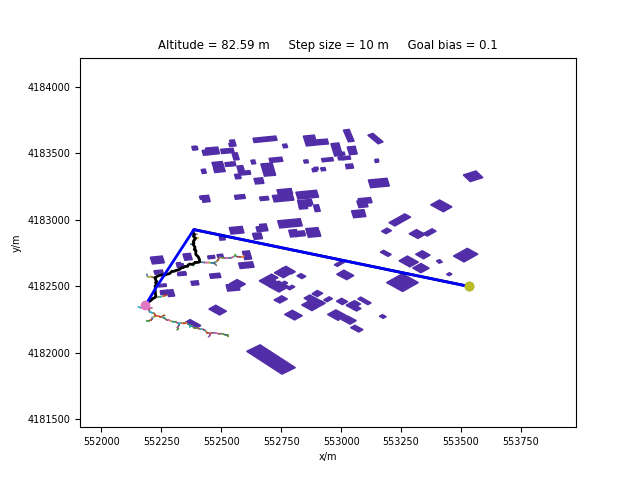 Altitude = 82.59 m     Step size = 10 m     Goal bias = 0.1
4184000
4183500
4183000
4182500
4182000
4181500
y/m
552000 552250 552500 552750 553000 553250 553500 553750
x/m